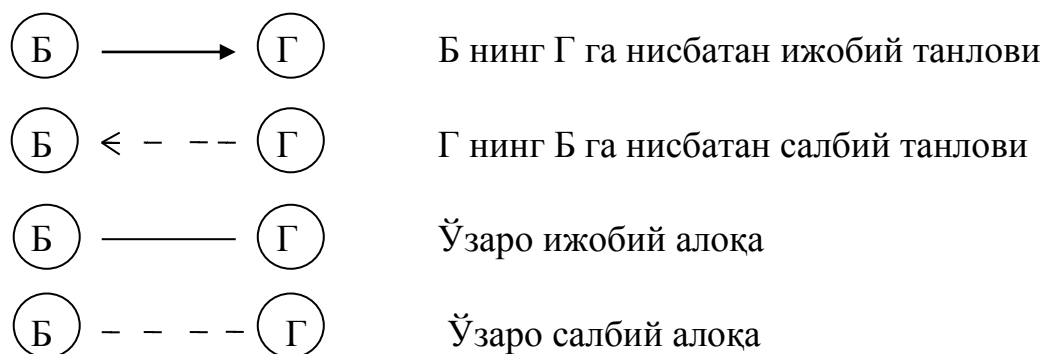 Б Г Б нинг Г га нисбатан ижобий танлови
Б Г Г нинг Б га нисбатан салбий танлови
Б Г Ўзаро ижобий алоқа
Б Г Ўзаро салбий алоқа